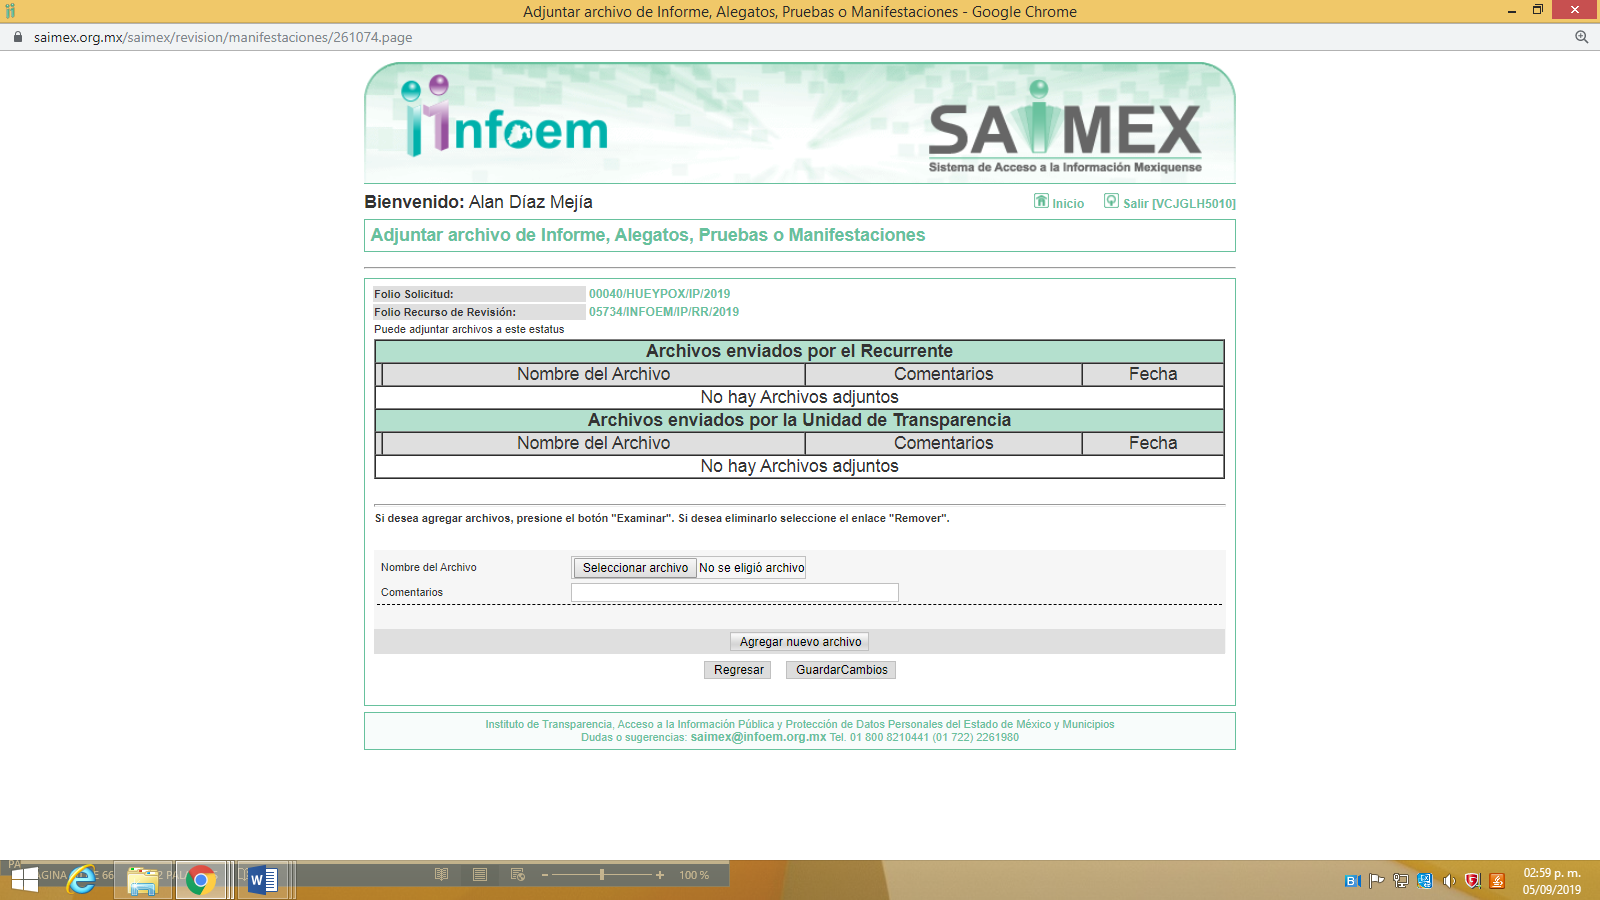 Adjuntar archivo de Informe, Alegatos, Pruebas o Manifestaciones - Google Chrome
saimex.org.mx/saimex/revision/manifestaciones/261074.page
infoem
SAIMEX
Sistema de Acceso a la Información Mexiquense
Bienvenido: Alan Díaz Mejía
Inicio
Salir [VCJGLH5010]
Adjuntar archivo de Informe, Alegatos, Pruebas o Manifestaciones
Folio Solicitud: 00040/HUEYPOX/IP/2019
Folio Recurso de Revisión: 05734/INFOEM/IP/RR/2019
Puede adjuntar archivos a este estatus
Archivos enviados por el Recurrente
Nombre del Archivo Comentarios Fecha
No hay Archivos adjuntos
Archivos enviados por la Unidad de Transparencia
Nombre del Archivo Comentarios Fecha
No hay Archivos adjuntos
Si desea agregar archivos, presione el botón "Examinar". Si desea eliminarlo seleccione el enlace "Remover".
Nombre del Archivo Seleccionar archivo No se eligió archivo
Comentarios
Agregar nuevo archivo
Regresar GuardarCambios
Instituto de Transparencia, Acceso a la Información Pública y Protección de Datos Personales del Estado de México y Municipios
Dudas o sugerencias: saimex@infoem.org.mx Tel. 01 800 8210441 (01 722) 2261980
100 %
02:59 p. m.
05/09/2019